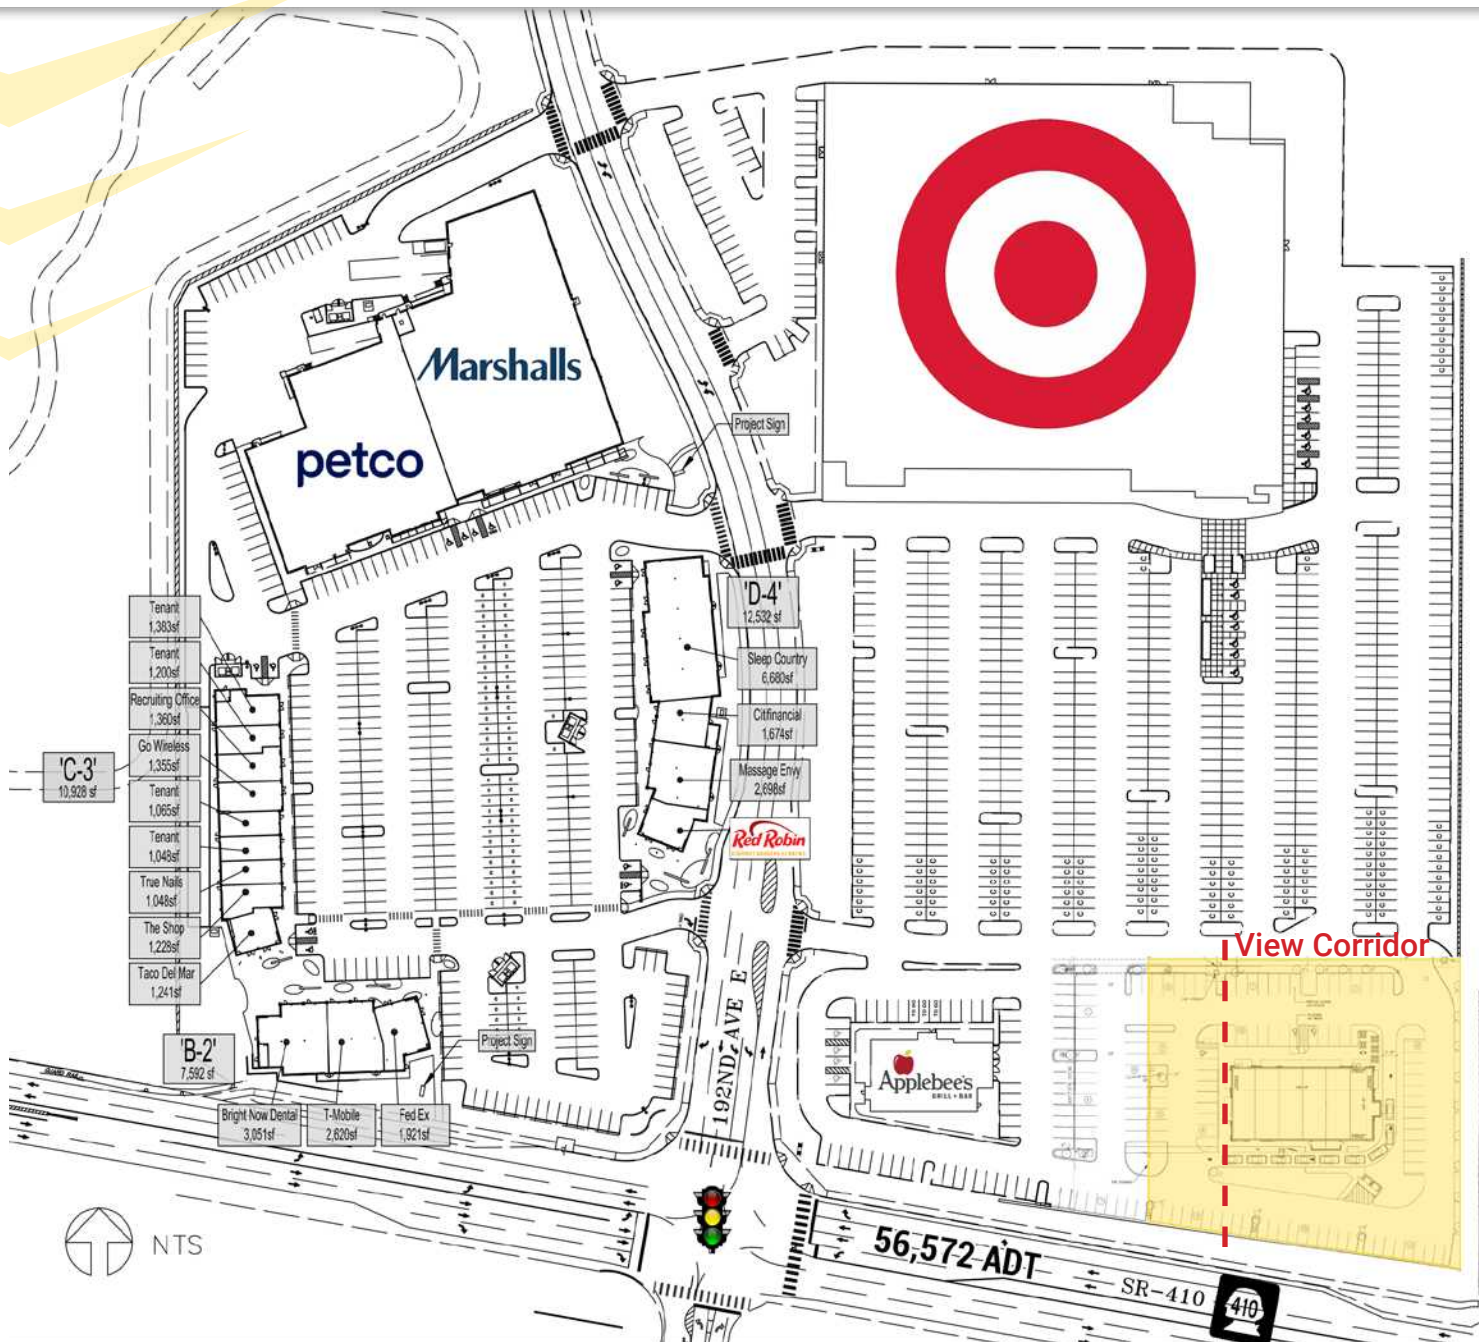 Marshalls
petco
Project Sign
'D-4'
12,532 sf
Sleep Country
6,680sf
Citifinancial
1,674sf
Massage Envy
2,698sf
Red Robin
Tenant
1,383sf
Tenant
1,200sf
Recruiting Office
1,360sf
Go Wireless
1,355sf
Tenant
1,065sf
Tenant
1,048sf
True Nails
1,048sf
The Shop
1,228sf
Taco Del Mar
1,241sf
'C-3'
10,928 sf
'B-2'
7,592 sf
Project Sign
Bright Now Dental
3,051sf
T-Mobile
2,620sf
Fed Ex
1,921sf
192ND AVE E
View Corridor
Applebee's
GRILL + BAR
NTS
56,572 ADT
SR-410
410